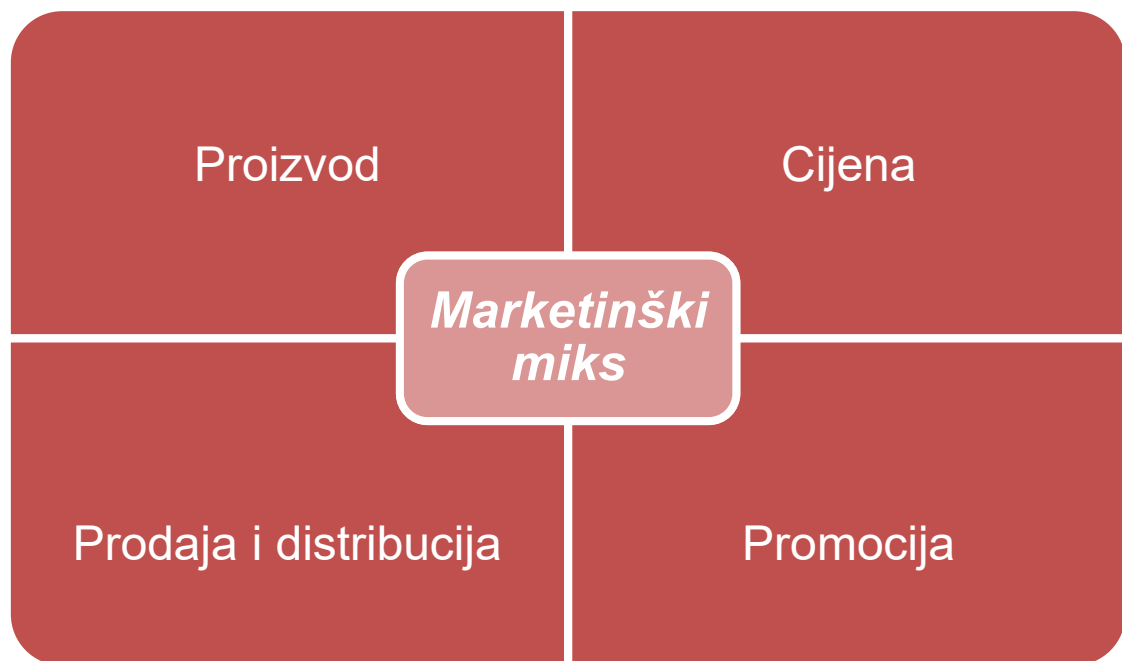 Proizvod
Cijena
Marketinški
miks
Prodaja i distribucija
Promocija